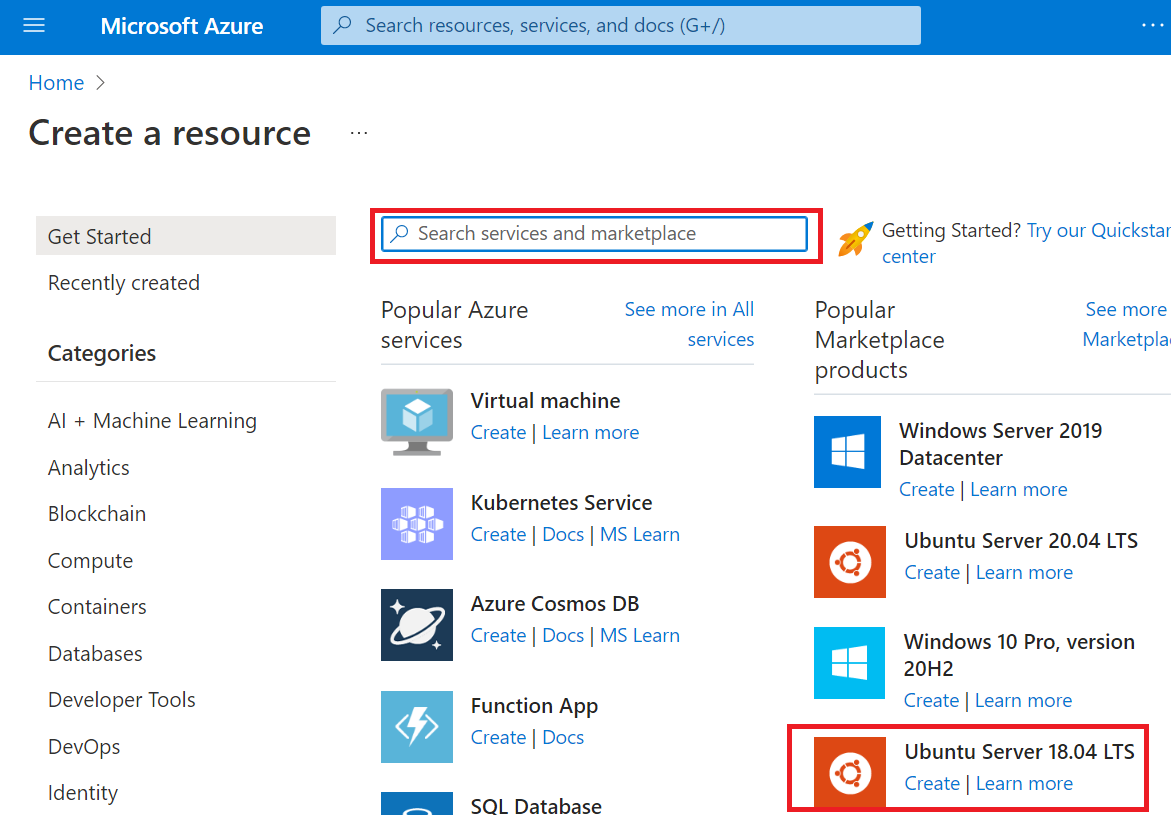 Microsoft Azure
Search resources, services, and docs (G+/)
...
Home >
Create a resource
...
Get Started
Recently created
Categories
AI + Machine Learning
Analytics
Blockchain
Compute
Containers
Databases
Developer Tools
DevOps
Identity
Search services and marketplace
Getting Started? Try our Quickstar
center
Popular Azure
services
See more in All
services
Virtual machine
Create | Learn more
Kubernetes Service
Create | Docs | MS Learn
Azure Cosmos DB
Create | Docs | MS Learn
Function App
Create | Docs
SQL Database
Popular
Marketplace
products
See more
Marketplac
Windows Server 2019
Datacenter
Create | Learn more
Ubuntu Server 20.04 LTS
Create | Learn more
Windows 10 Pro, version
20H2
Create | Learn more
Ubuntu Server 18.04 LTS
Create | Learn more